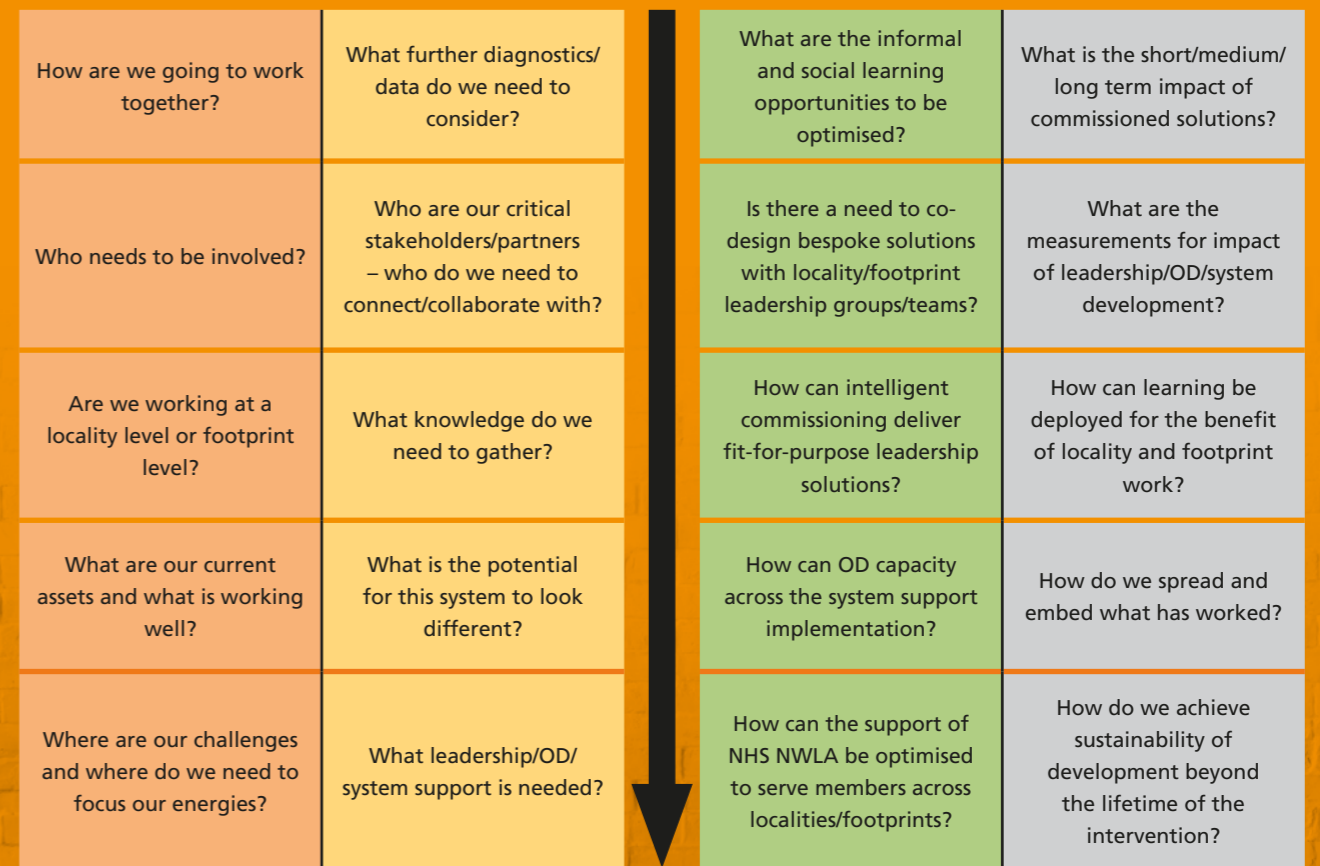 How are we going to work
together?
What further diagnostics/
data do we need to
consider?
What are the informal
and social learning
opportunities to be
optimised?
What is the short/medium/
long term impact of
commissioned solutions?
Who needs to be involved?
Who are our critical
stakeholders/partners
– who do we need to
connect/collaborate with?
Is there a need to co-
design bespoke solutions
with locality/footprint
leadership groups/teams?
What are the
measurements for impact
of leadership/OD/system
development?
Are we working at a
locality level or footprint
level?
What knowledge do we
need to gather?
How can intelligent
commissioning deliver
fit-for-purpose leadership
solutions?
How can learning be
deployed for the benefit
of locality and footprint
work?
What are our current
assets and what is working
well?
What is the potential
for this system to look
different?
How can OD capacity
across the system support
implementation?
How do we spread and
embed what has worked?
Where are our challenges
and where do we need to
focus our energies?
What leadership/OD/
system support is needed?
How can the support of
NHS NWLA be optimised
to serve members across
localities/footprints?
How do we achieve
sustainability of
development beyond
the lifetime of the
intervention?